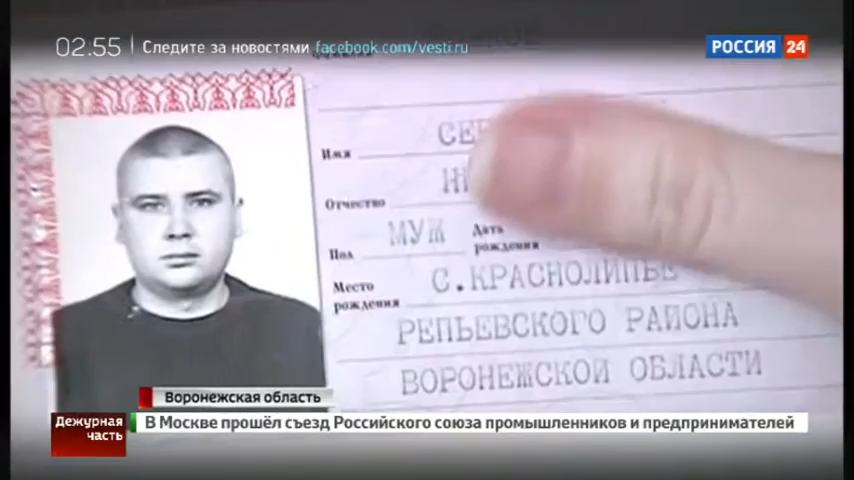 02.55 Следите за новостями facebook.com/vesti.ru РОССИЯ 24
Имя
Отчество
Пол МУЖ Дата рождения
Место рождения С.КРАСНОЛИПЬЕ
РЕПЬЕВСКОГО РАЙОНА
ВОРОНЕЖСКОЙ ОБЛАСТИ
Воронежская область
Дежурная часть
В Москве прошёл съезд Российского союза промышленников и предпринимателей